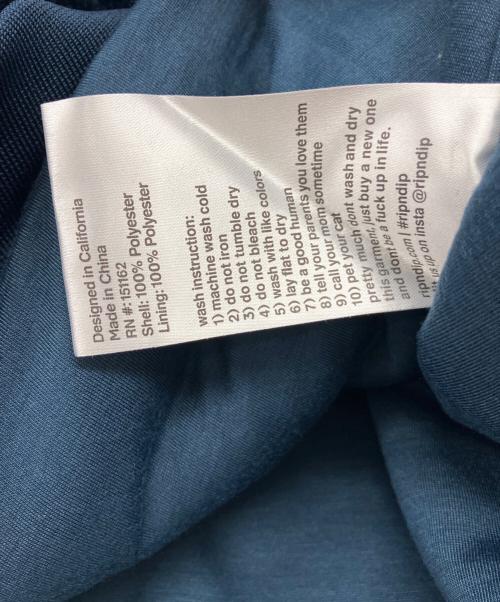 Designed in California
Made in China
RN #:151162
Shell: 100% Polyester
Lining: 100% Polyester
wash instruction:
1) machine wash cold
2) do not iron
3) do not tumble dry
4) do not bleach
5) wash with like colors
6) lay flat to dry
7) be a good human
8) tell your parents you love them
9) call your mom sometime
10) pet your cat
pretty much dont wash and dry
this garment, just buy a new one
and dont be a fuck up in life.
ripndip.com | #ripndip
us up on Insta @ripndip